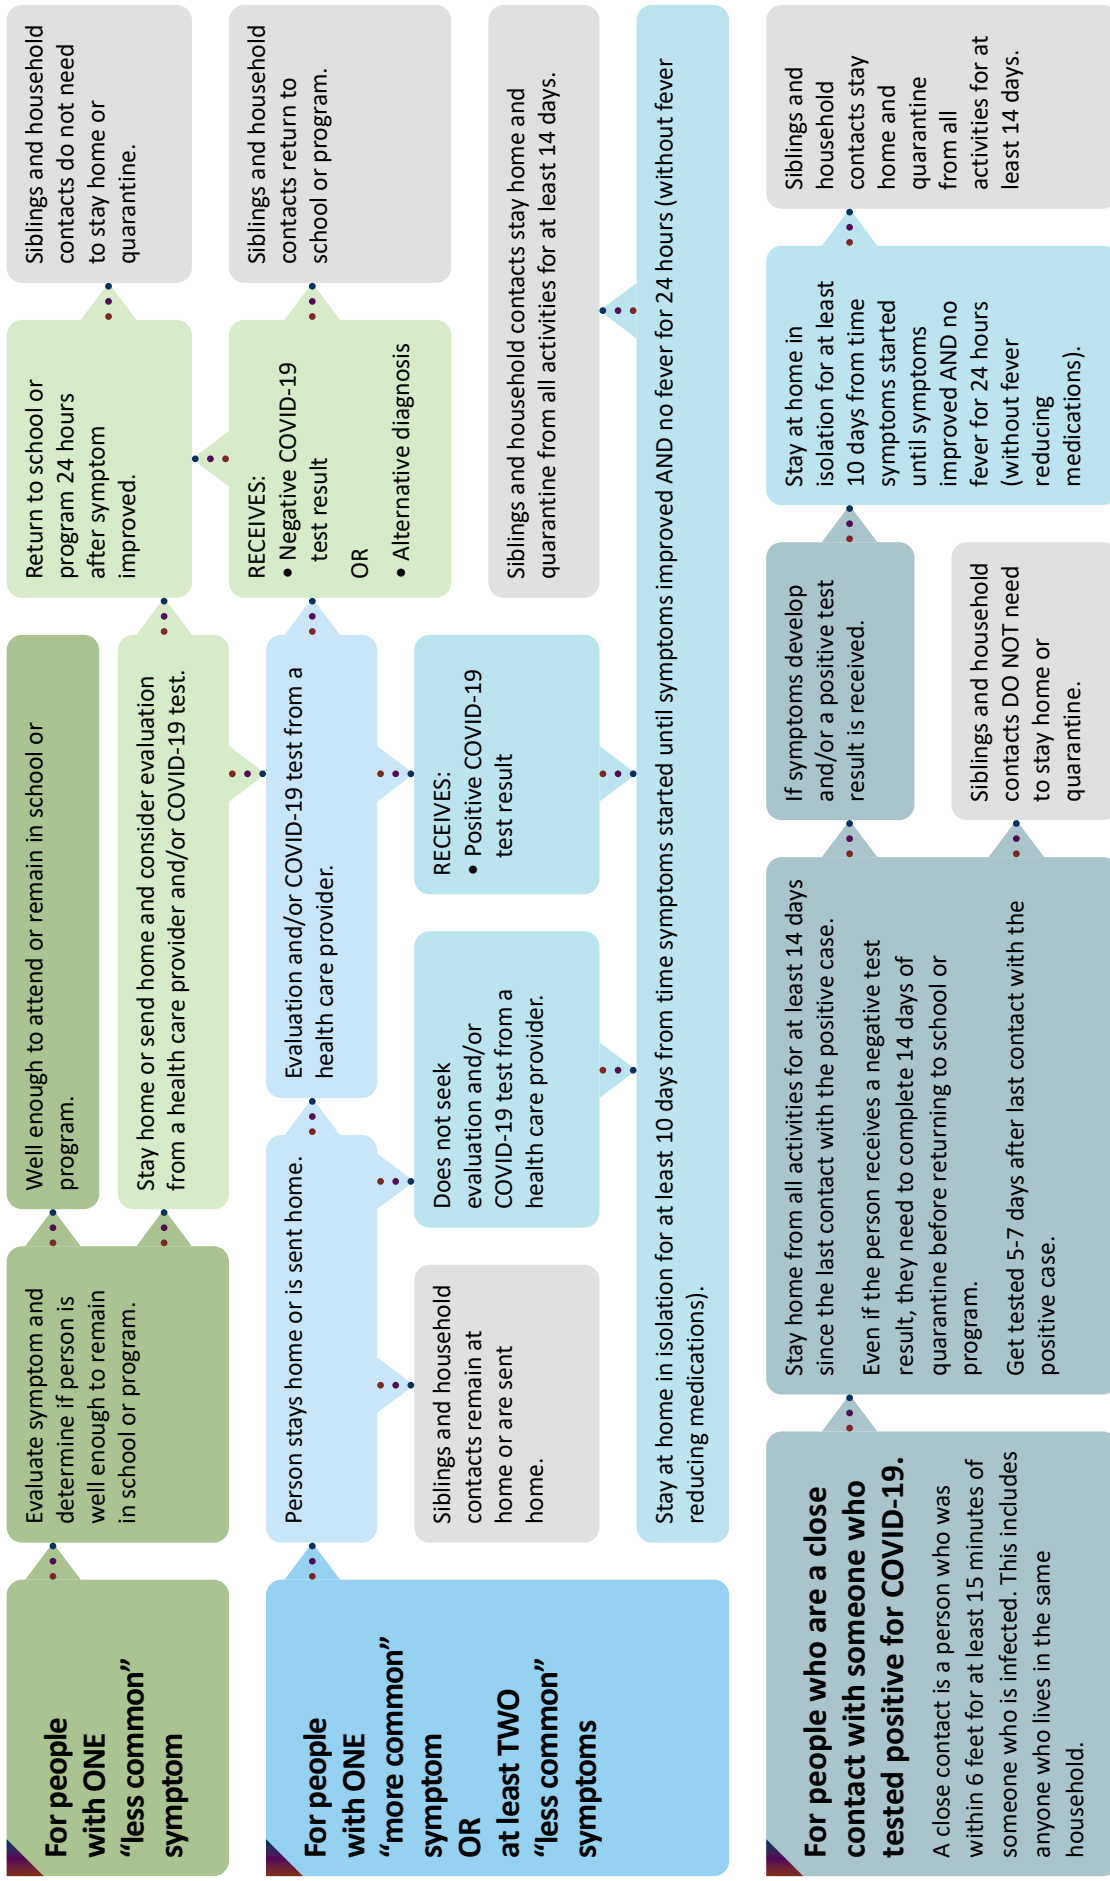 For people
with ONE
“less common”
symptom
Evaluate symptom and
determine if person is
well enough to remain
in school or program.
Well enough to attend or remain in school or
program.
Stay home or send home and consider evaluation
from a health care provider and/or COVID-19 test.
Return to school or
program 24 hours
after symptom
improved.
Siblings and household
contacts do not need
to stay home or
quarantine.
For people
with ONE
“more common”
symptom
OR
at least TWO
“less common”
symptoms
Person stays home or is sent home.
Siblings and household
contacts remain at
home or are sent
home.
Evaluation and/or COVID-19 test from a
health care provider.
Does not seek
evaluation and/or
COVID-19 test from a
health care provider.
RECEIVES:
• Positive COVID-19
test result
RECEIVES:
• Negative COVID-19
test result
OR
• Alternative diagnosis
Siblings and household
contacts return to
school or program.
Siblings and household contacts stay home and
quarantine from all activities for at least 14 days.
Stay at home in isolation for at least 10 days from time symptoms started until symptoms improved AND no fever for 24 hours (without fever
reducing medications).
For people who are a close
contact with someone who
tested positive for COVID-19.
A close contact is a person who was
within 6 feet for at least 15 minutes of
someone who is infected. This includes
anyone who lives in the same
household.
Stay home from all activities for at least 14 days
since the last contact with the positive case.
Even if the person receives a negative test
result, they need to complete 14 days of
quarantine before returning to school or
program.
Get tested 5-7 days after last contact with the
positive case.
If symptoms develop
and/or a positive test
result is received.
Siblings and household
contacts DO NOT need
to stay home or
quarantine.
Stay at home in
isolation for at least
10 days from time
symptoms started
until symptoms
improved AND no
fever for 24 hours
(without fever
reducing
medications).
Siblings and
household
contacts stay
home and
quarantine
from all
activities for at
least 14 days.